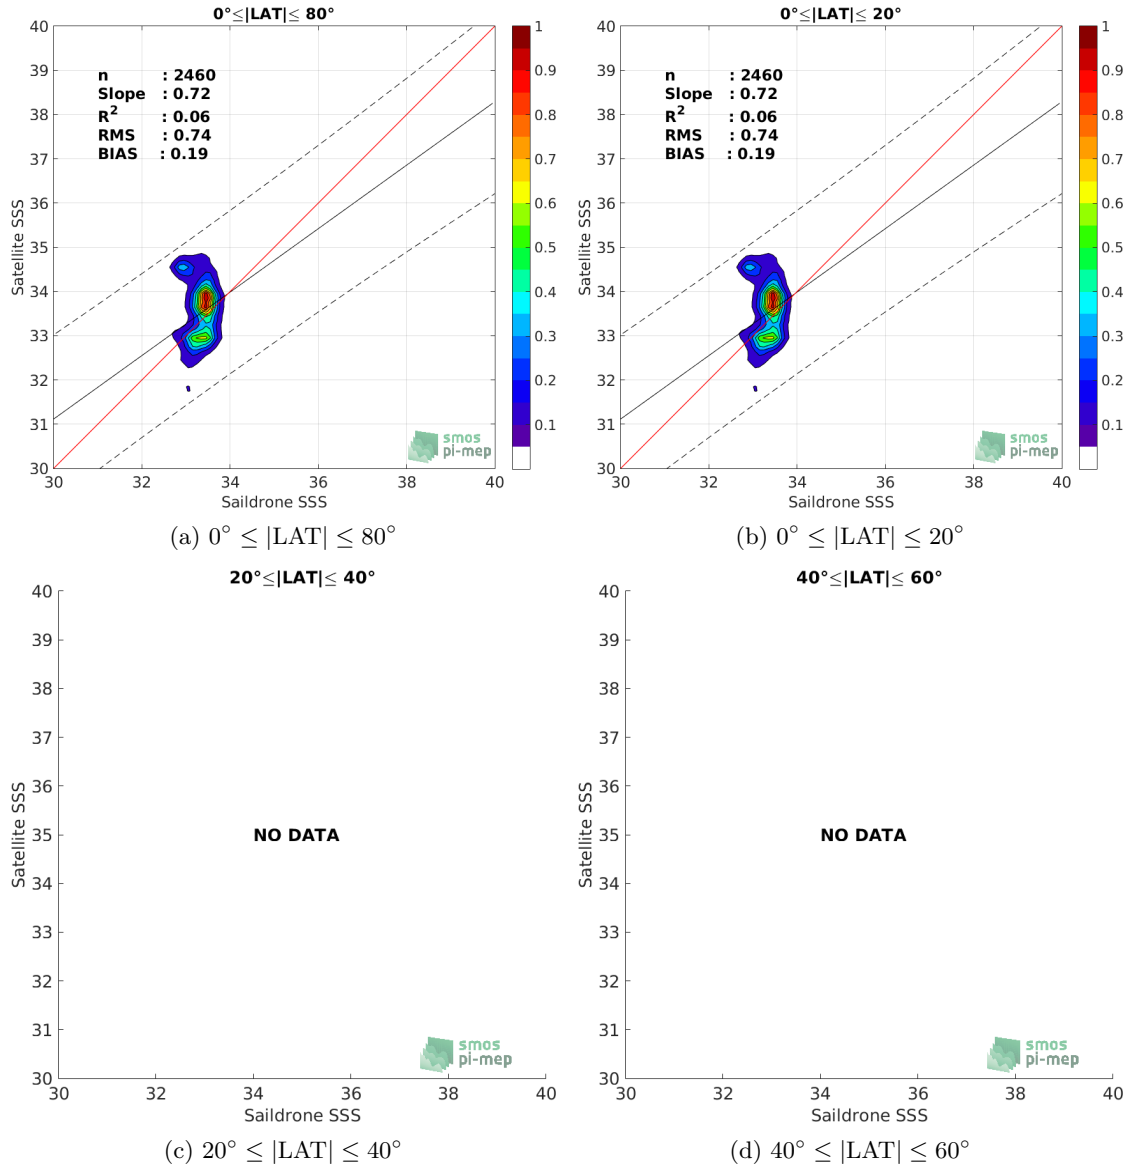 0°≤|LAT|≤ 80°
40
39
38
37
36
35
34
33
32
31
30
Satellite SSS
n : 2460
Slope : 0.72
R² : 0.06
RMS : 0.74
BIAS : 0.19
smos
pi-mep
30 32 34 36 38 40
Saildrone SSS
1
0.9
0.8
0.7
0.6
0.5
0.4
0.3
0.2
0.1
(a) 0° ≤ |LAT| ≤ 80°
0°≤|LAT|≤ 20°
40
39
38
37
36
35
34
33
32
31
30
Satellite SSS
n : 2460
Slope : 0.72
R² : 0.06
RMS : 0.74
BIAS : 0.19
smos
pi-mep
30 32 34 36 38 40
Saildrone SSS
1
0.9
0.8
0.7
0.6
0.5
0.4
0.3
0.2
0.1
(b) 0° ≤ |LAT| ≤ 20°
20°≤|LAT|≤ 40°
40
39
38
37
36
35
34
33
32
31
30
Satellite SSS
NO DATA
smos
pi-mep
30 32 34 36 38 40
Saildrone SSS
(c) 20° ≤ |LAT| ≤ 40°
40°≤|LAT|≤ 60°
40
39
38
37
36
35
34
33
32
31
30
Satellite SSS
NO DATA
smos
pi-mep
30 32 34 36 38 40
Saildrone SSS
(d) 40° ≤ |LAT| ≤ 60°